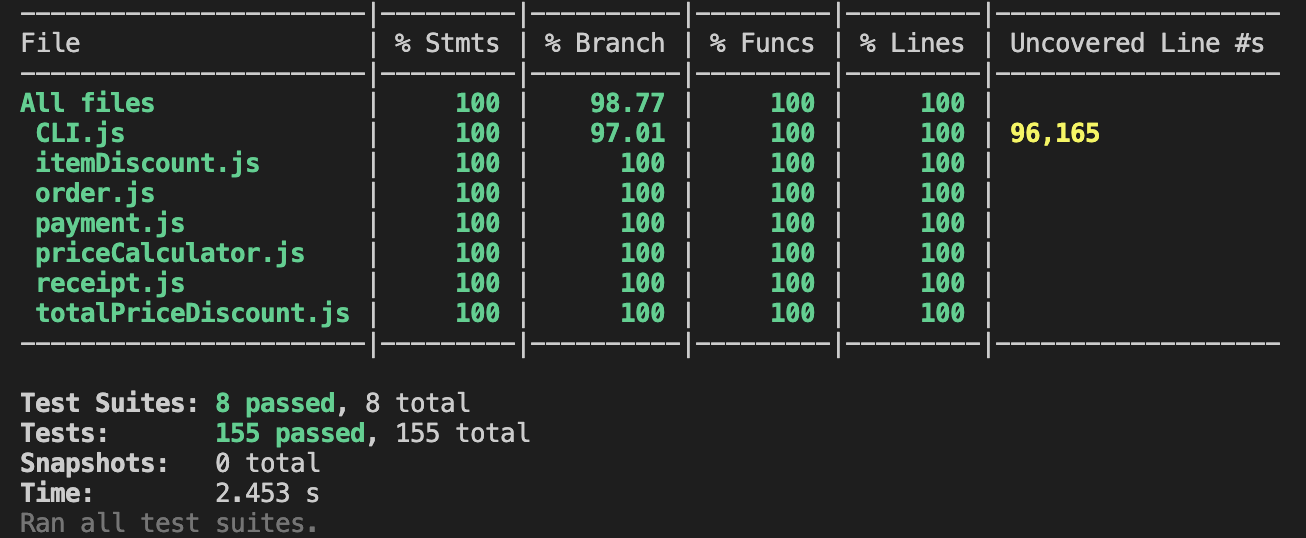 -----------------------|---------|----------|---------|---------|-------------------
File                   | % Stmts | % Branch | % Funcs | % Lines | Uncovered Line #s
-----------------------|---------|----------|---------|---------|-------------------
All files              |     100 |    98.77 |     100 |     100 |
 CLI.js                |     100 |    97.01 |     100 |     100 | 96,165
 itemDiscount.js       |     100 |      100 |     100 |     100 |
 order.js              |     100 |      100 |     100 |     100 |
 payment.js            |     100 |      100 |     100 |     100 |
 priceCalculator.js    |     100 |      100 |     100 |     100 |
 receipt.js            |     100 |      100 |     100 |     100 |
 totalPriceDiscount.js |     100 |      100 |     100 |     100 |
-----------------------|---------|----------|---------|---------|-------------------
Test Suites: 8 passed, 8 total
Tests:       155 passed, 155 total
Snapshots:   0 total
Time:        2.453 s
Ran all test suites.